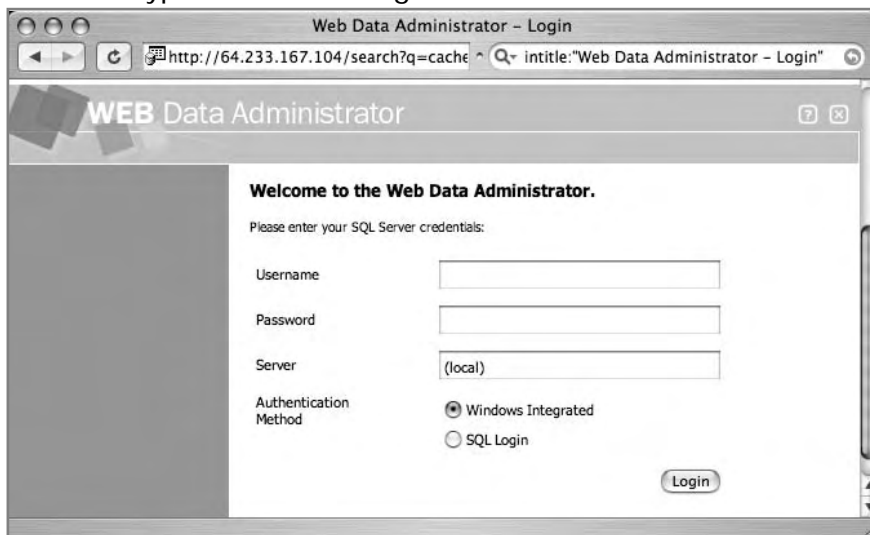 Web Data Administrator – Login
http://64.233.167.104/search?q=cache
intitle:"Web Data Administrator – Login"
WEB Data Administrator
Welcome to the Web Data Administrator.
Please enter your SQL Server credentials:
Username
Password
Server
(local)
Authentication
Method
Windows Integrated
SQL Login
Login